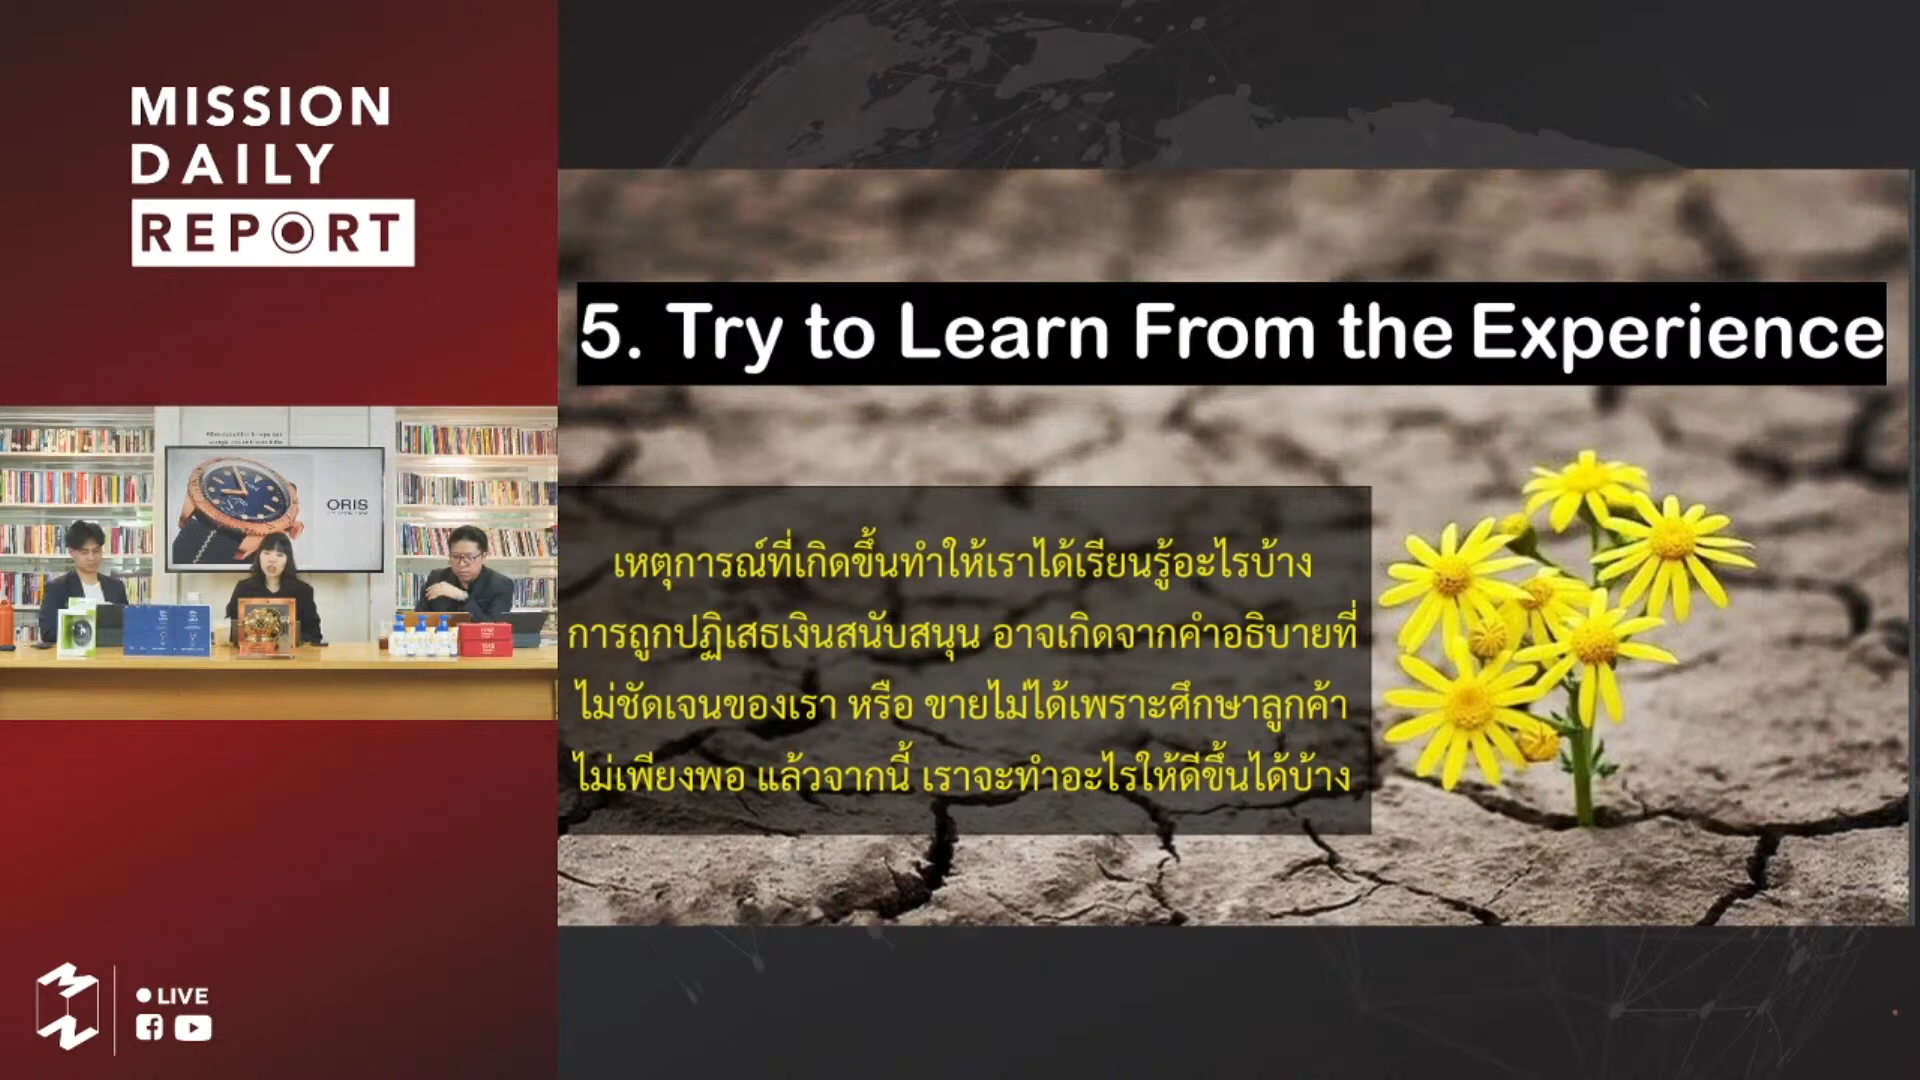 MISSION
DAILY
REPORT
5. Try to Learn From the Experience
เหตุการณ์ที่เกิดขึ้นทำให้เราได้เรียนรู้อะไรบ้าง
การถูกปฏิเสธเงินสนับสนุน อาจเกิดจากคำอธิบายที่
ไม่ชัดเจนของเรา หรือ ขายไม่ได้เพราะศึกษาลูกค้า
ไม่เพียงพอ แล้วจากนี้ เราจะทำอะไรให้ดีขึ้นได้บ้าง
ORIS
LIVE